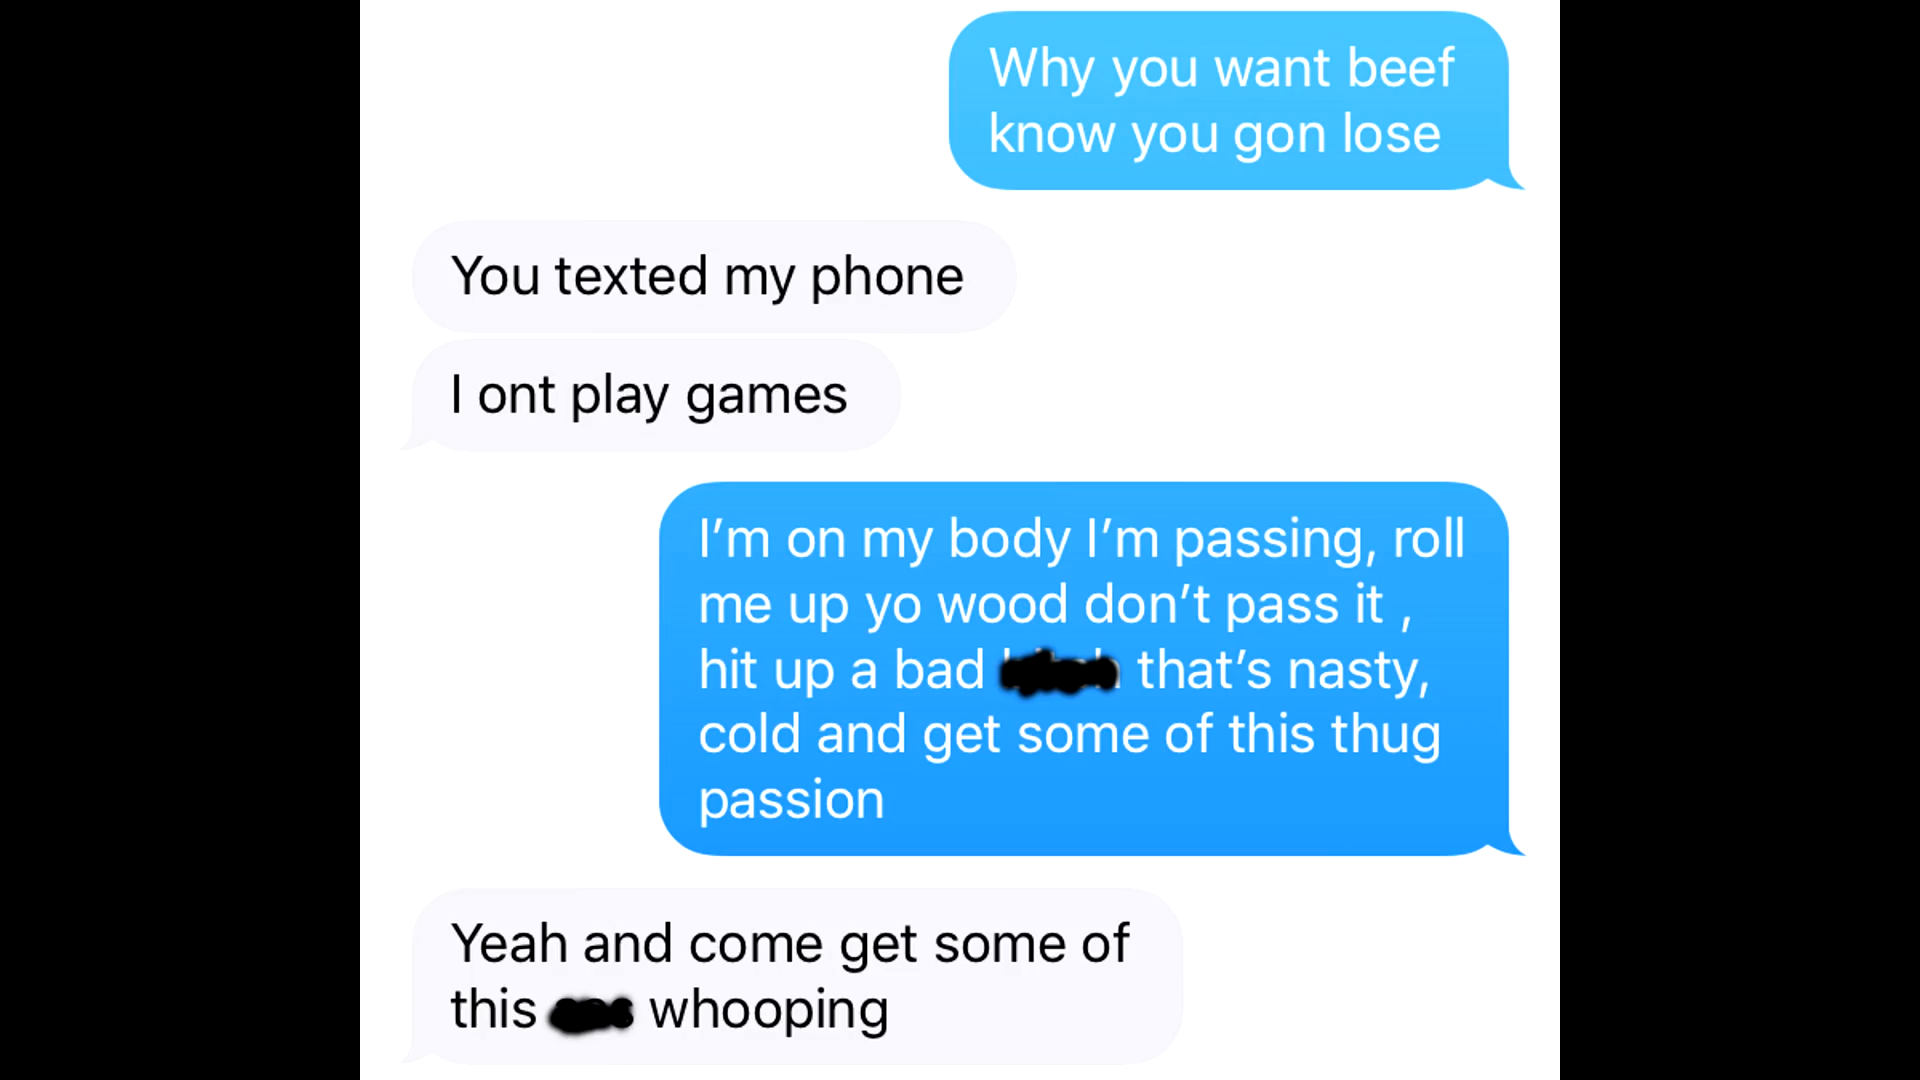 Why you want beef
know you gon lose
You texted my phone
I ont play games
I’m on my body I’m passing, roll
me up yo wood don’t pass it ,
hit up a bad that’s nasty,
cold and get some of this thug
passion
Yeah and come get some of
this whooping